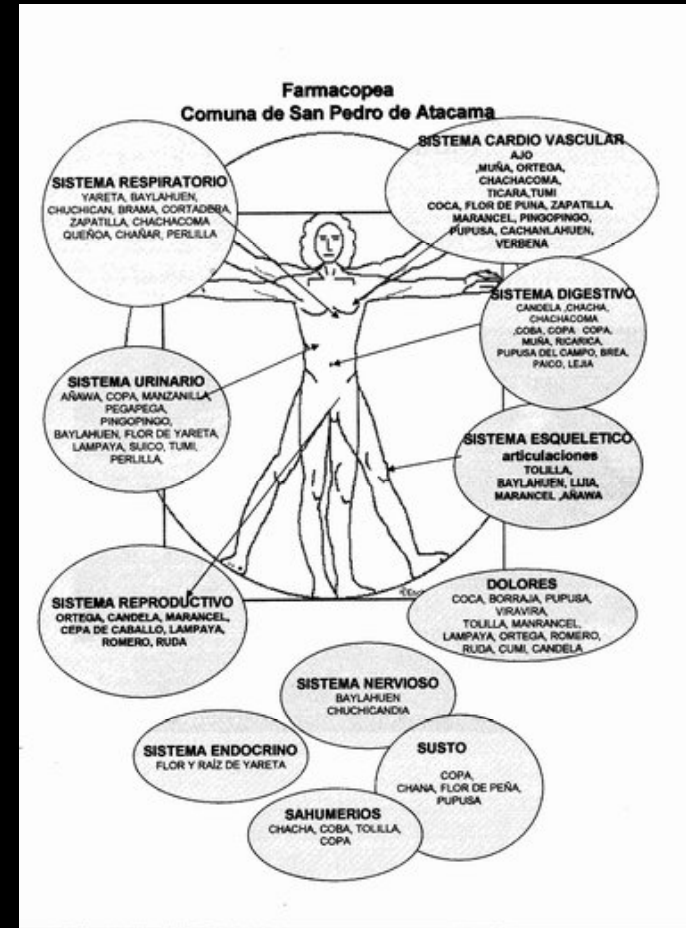 Farmacopea
Comuna de San Pedro de Atacama
SISTEMA RESPIRATORIO
YARETA, BAYLAHUEN,
CHUCHICAN, BRAMA, CORTADERA,
ZAPATILLA, CHACHACOMA
QUEÑOA, CHAÑAR, PERLILLA
SISTEMA CARDIO VASCULAR
AJO
,MUÑA, ORTEGA,
CHACHACOMA,
TICARA,TUMI
COCA, FLOR DE PUNA, ZAPATILLA,
MARANCEL, PINGOPINGO,
PUPUSA, CACHANLAHUEN,
VERBENA
SISTEMA DIGESTIVO
CANDELA ,CHACHA,
CHACHACOMA
,COBA, COPA COPA,
MUÑA, RICARICA,
PUPUSA DEL CAMPO, BREA,
PAICO, LEJIA
SISTEMA URINARIO
AÑAWA, COPA, MANZANILLA,
PEGAPEGA,
PINGOPINGO,
BAYLAHUEN, FLOR DE YARETA,
LAMPAYA, SUICO, TUMI,
PERLILLA,
SISTEMA ESQUELETICO
articulaciones
TOLILLA,
BAYLAHUEN, LIJIA,
MARANCEL ,AÑAWA
SISTEMA REPRODUCTIVO
ORTEGA, CANDELA, MARANCEL,
CEPA DE CABALLO, LAMPAYA,
ROMERO, RUDA
DOLORES
COCA, BORRAJA, PUPUSA,
VIRAVIRA,
TOLILLA, MANRANCEL,
LAMPAYA, ORTEGA, ROMERO,
RUDA, CUMI, CANDELA
SISTEMA NERVIOSO
BAYLAHUEN
CHUCHICANDIA
SISTEMA ENDOCRINO
FLOR Y RAÍZ DE YARETA
SUSTO
COPA,
CHANA, FLOR DE PEÑA,
PUPUSA
SAHUMERIOS
CHACHA, COBA, TOLILLA,
COPA